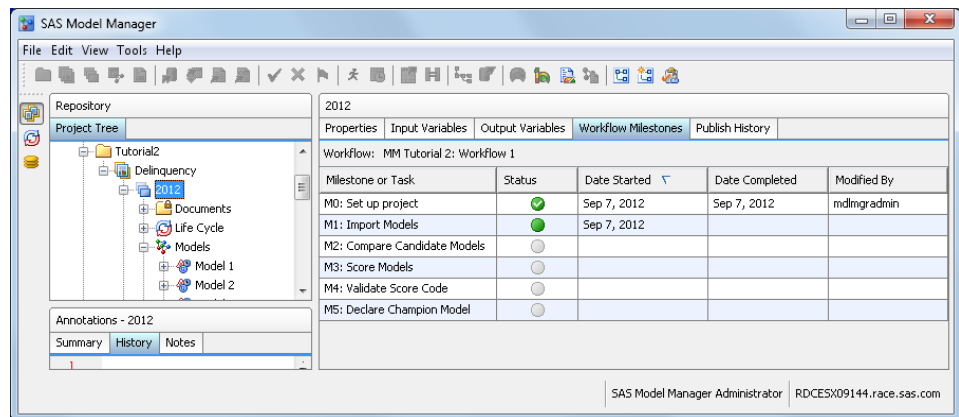 SAS Model Manager
File Edit View Tools Help
Repository
Project Tree
Tutorial2
Delinquency
2012
Documents
Life Cycle
Models
Model 1
Model 2
Annotations - 2012
Summary History Notes
1
2012
Properties Input Variables Output Variables Workflow Milestones Publish History
Workflow: MM Tutorial 2: Workflow 1
Milestone or Task Status Date Started Date Completed Modified By
M0: Set up project Sep 7, 2012 Sep 7, 2012 mdlmgradmin
M1: Import Models Sep 7, 2012
M2: Compare Candidate Models
M3: Score Models
M4: Validate Score Code
M5: Declare Champion Model
SAS Model Manager Administrator RDCESX09144.race.sas.com